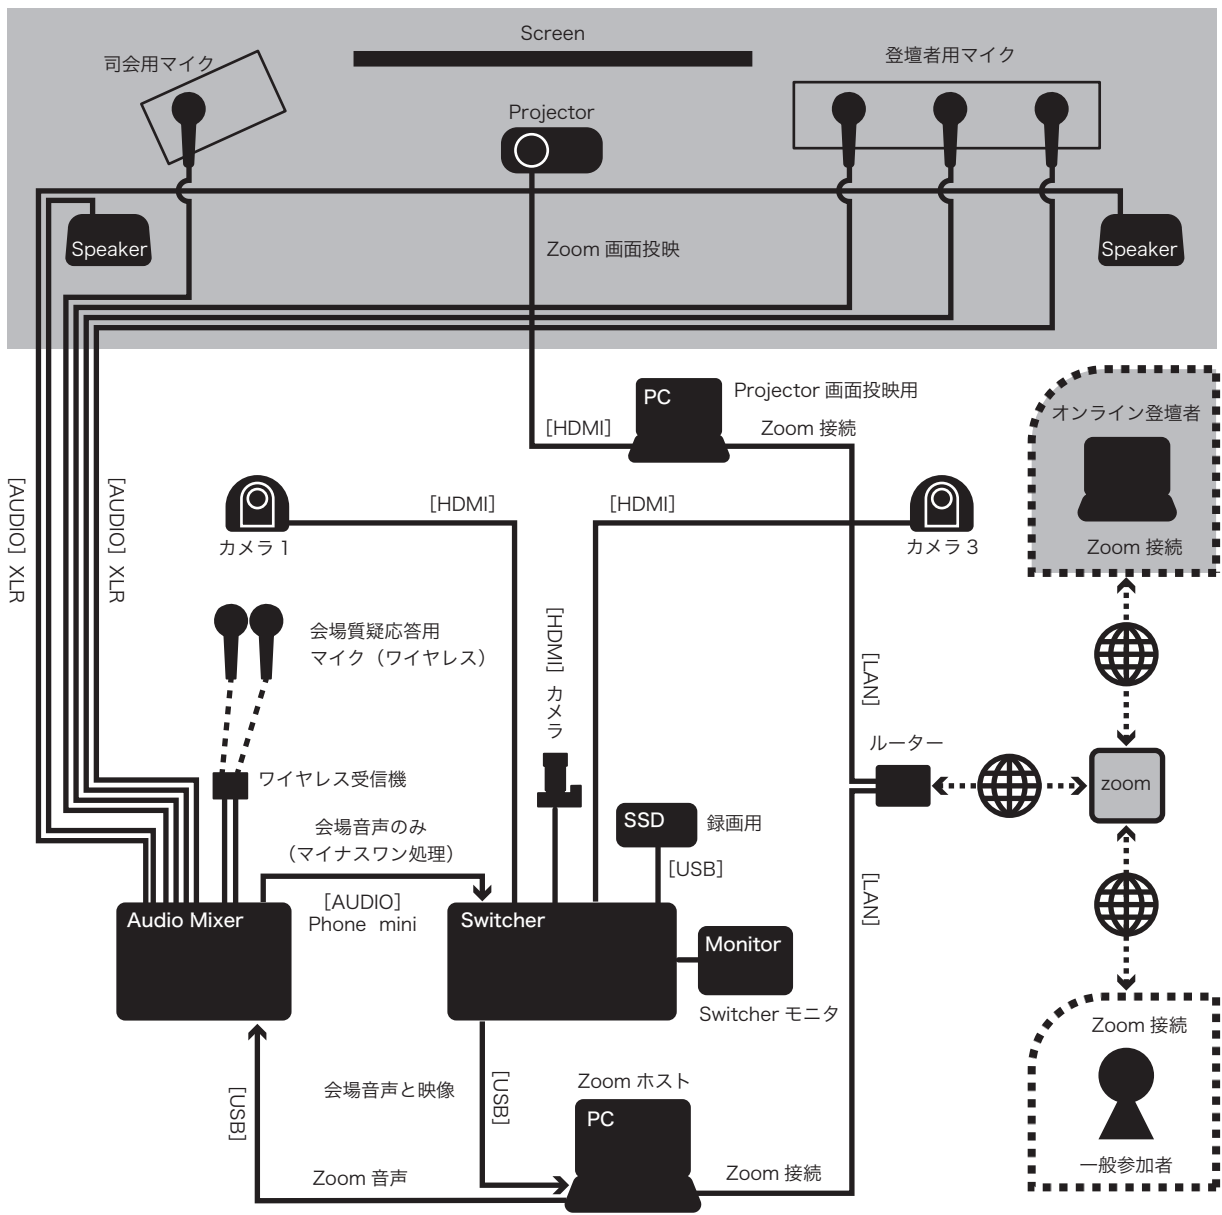 Screen
司会用マイク
登壇者用マイク
Projector
Speaker
Zoom 画面投映
Speaker
PC
Projector 画面投映用
[HDMI]
Zoom 接続
オンライン登壇者
Zoom 接続
[AUDIO] XLR
[AUDIO] XLR
[HDMI]
[HDMI]
カメラ 1
カメラ 3
会場質疑応答用
マイク（ワイヤレス）
[HDMI] カメラ
[LAN]
ルーター
zoom
ワイヤレス受信機
会場音声のみ
（マイナスワン処理）
SSD
録画用
[USB]
[AUDIO]
Phone mini
[LAN]
Audio Mixer
Switcher
Monitor
Switcher モニタ
Zoom 接続
一般参加者
[USB]
会場音声と映像
[USB]
Zoom ホスト
PC
Zoom 音声
Zoom 接続